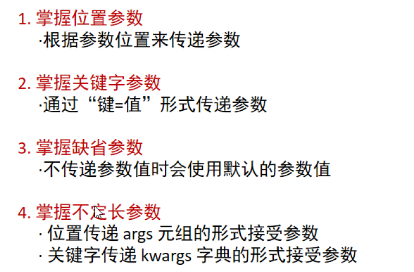 1. 掌握位置参数
·根据参数位置来传递参数
2. 掌握关键字参数
·通过“键=值”形式传递参数
3. 掌握缺省参数
·不传递参数值时会使用默认的参数值
4. 掌握不定长参数
· 位置传递 args 元组的形式接受参数
· 关键字传递 kwargs 字典的形式接受参数